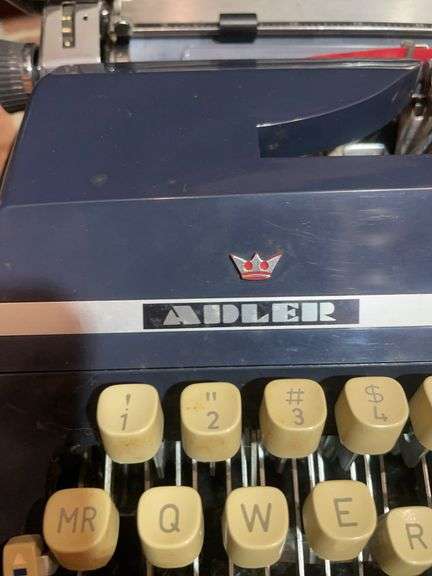 ADLER
! " # $
1 2 3 4
MR Q W E R